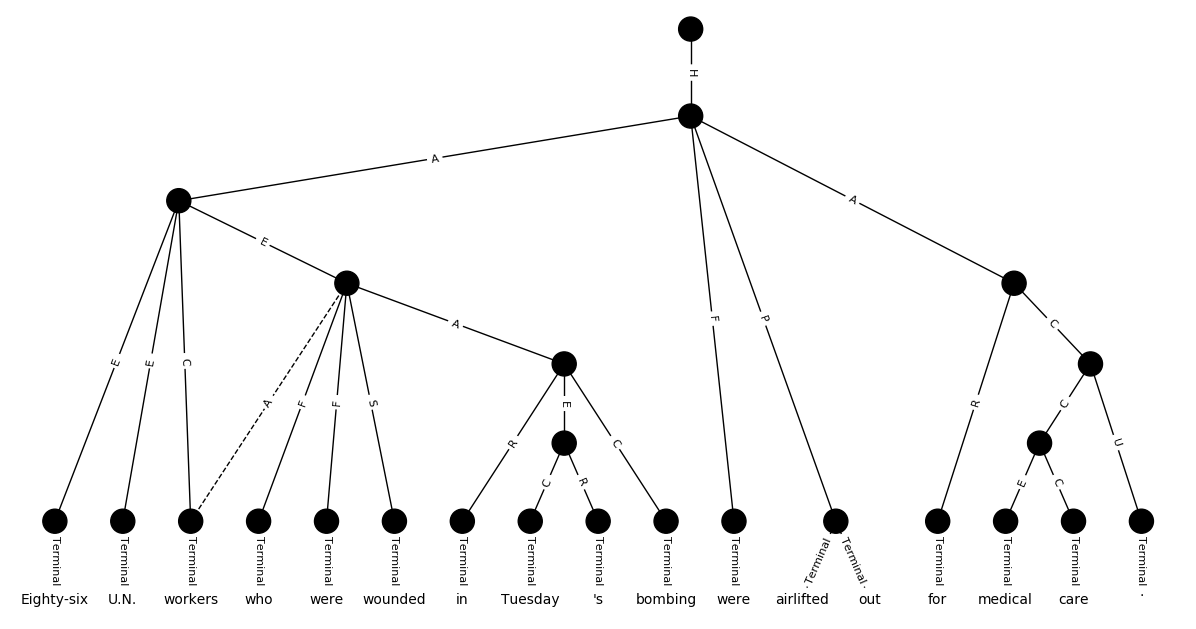 H
A
A
E
E
E
C
A
F
F
S
A
R
E
C
C
R
F
P
R
C
C
U
E
C
Terminal Terminal Terminal Terminal Terminal Terminal Terminal Terminal Terminal Terminal Terminal Terminal Terminal Terminal Terminal Terminal Terminal
Eighty-six U.N. workers who were wounded in Tuesday 's bombing were airlifted out for medical care .